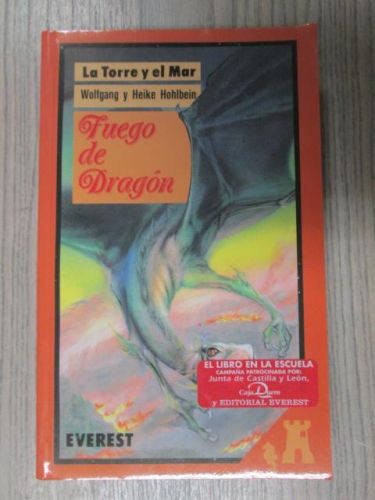 La Torre y el Mar
Wolfgang y Heike Hohlbein
Fuego
de
Dragón
EL LIBRO EN LA ESCUELA
CAMPAÑA PATROCINADA POR:
Junta de Castilla y León,
Caja Duero
y EDITORIAL EVEREST
EVEREST